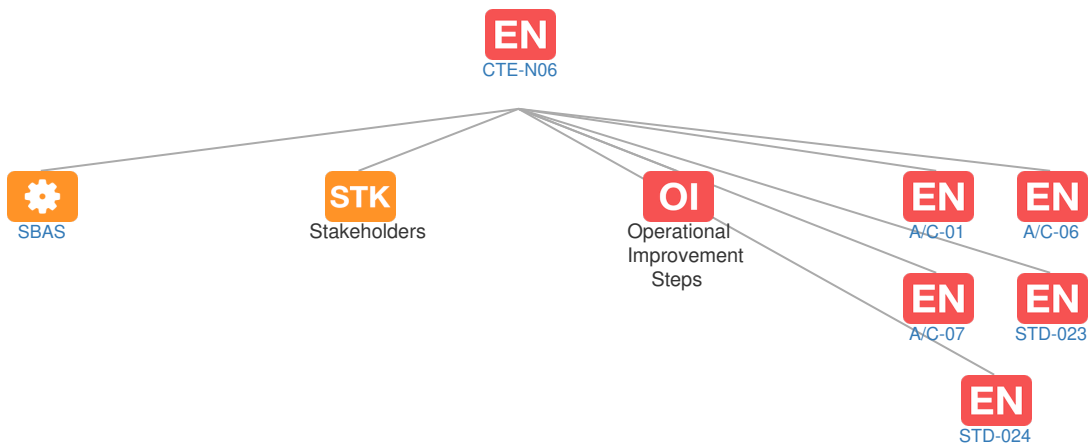 EN
CTE-N06
STK
OI
EN
EN
SBAS
Stakeholders
Operational
Improvement
Steps
A/C-01
A/C-06
EN
EN
A/C-07
STD-023
EN
STD-024